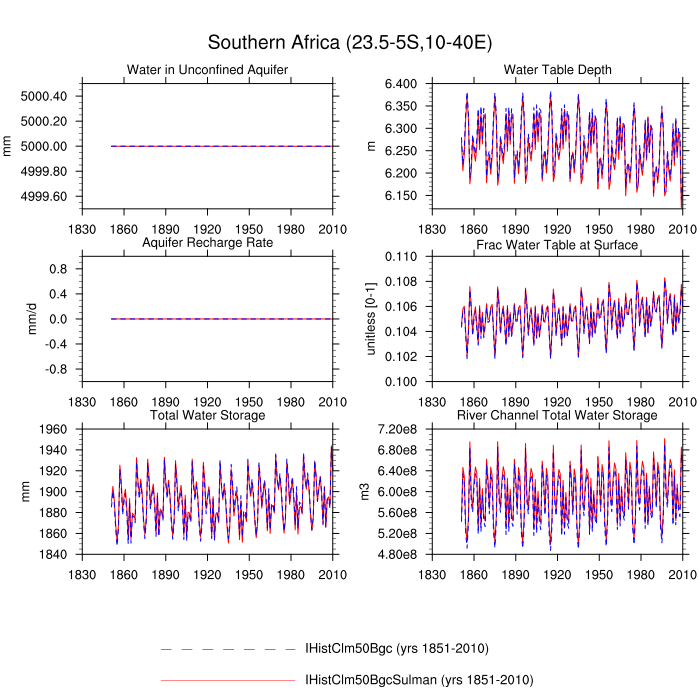 Southern Africa (23.5-5S,10-40E)
Water in Unconfined Aquifer
mm
5000.40
5000.20
5000.00
4999.80
4999.60
1830 1860 1890 1920 1950 1980 2010
Water Table Depth
m
6.400
6.350
6.300
6.250
6.200
6.150
1830 1860 1890 1920 1950 1980 2010
Aquifer Recharge Rate
mm/d
0.8
0.4
0.0
-0.4
-0.8
1830 1860 1890 1920 1950 1980 2010
Frac Water Table at Surface
unitless [0-1]
0.110
0.108
0.106
0.104
0.102
0.100
1830 1860 1890 1920 1950 1980 2010
Total Water Storage
mm
1960
1940
1920
1900
1880
1860
1840
1830 1860 1890 1920 1950 1980 2010
River Channel Total Water Storage
m3
7.20e8
6.80e8
6.40e8
6.00e8
5.60e8
5.20e8
4.80e8
1830 1860 1890 1920 1950 1980 2010
IHistClm50Bgc (yrs 1851-2010)
IHistClm50BgcSulman (yrs 1851-2010)